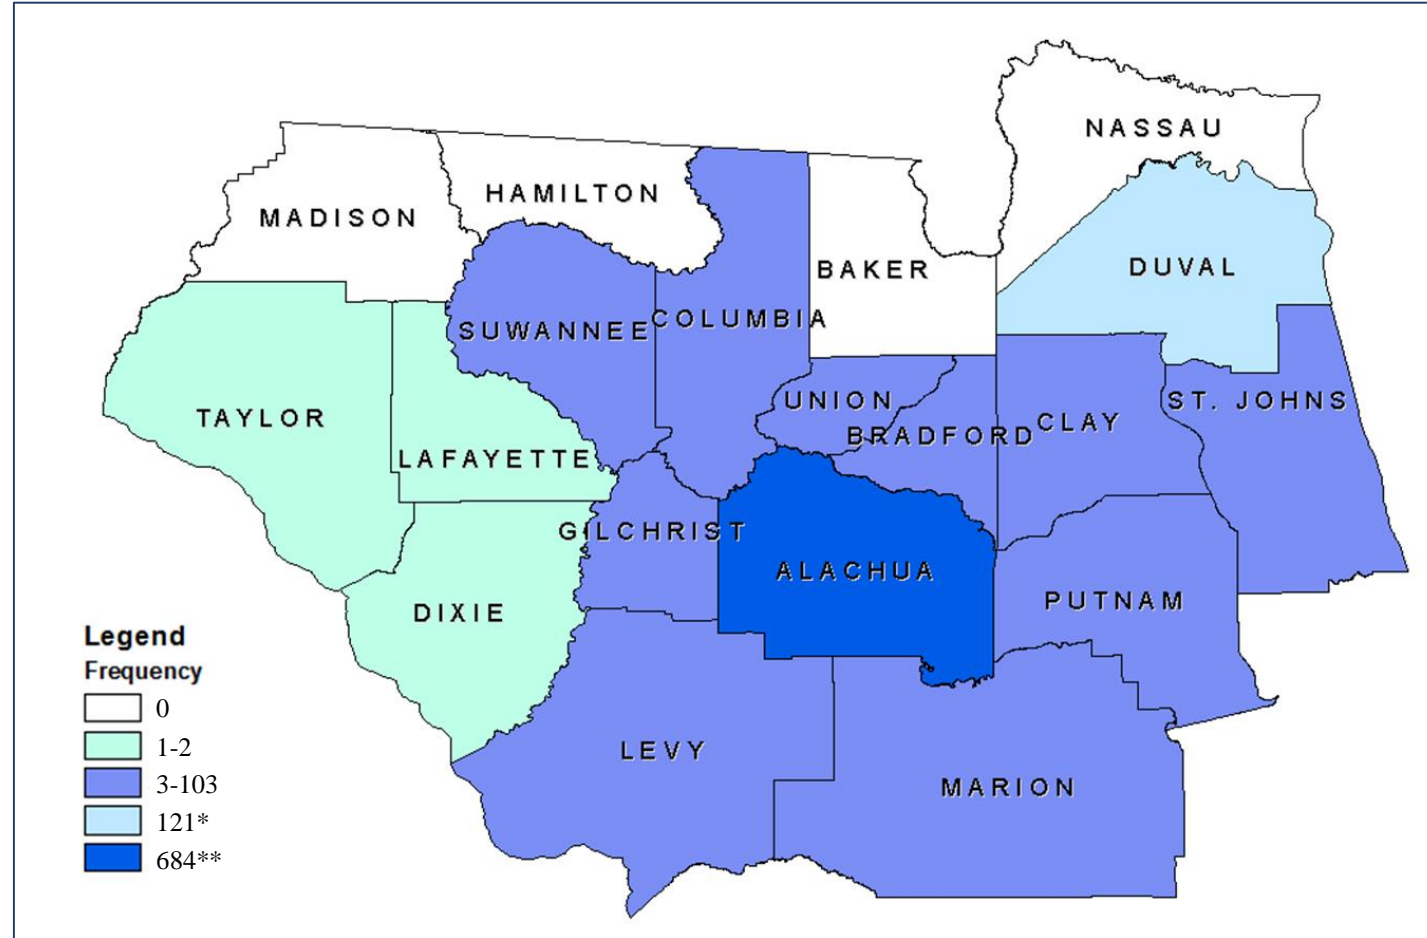 NASSAU
HAMILTON
MADISON
DUVAL
BAKER
COLUMBIA
SUWANNEE
UNION
ST. JOHNS
TAYLOR
CLAY
BRADFORD
LAFAYETTE
GILCHRIST
ALACHUA
PUTNAM
DIXIE
LEVY
MARION
Legend
Frequency
0
1-2
3-103
121*
684**